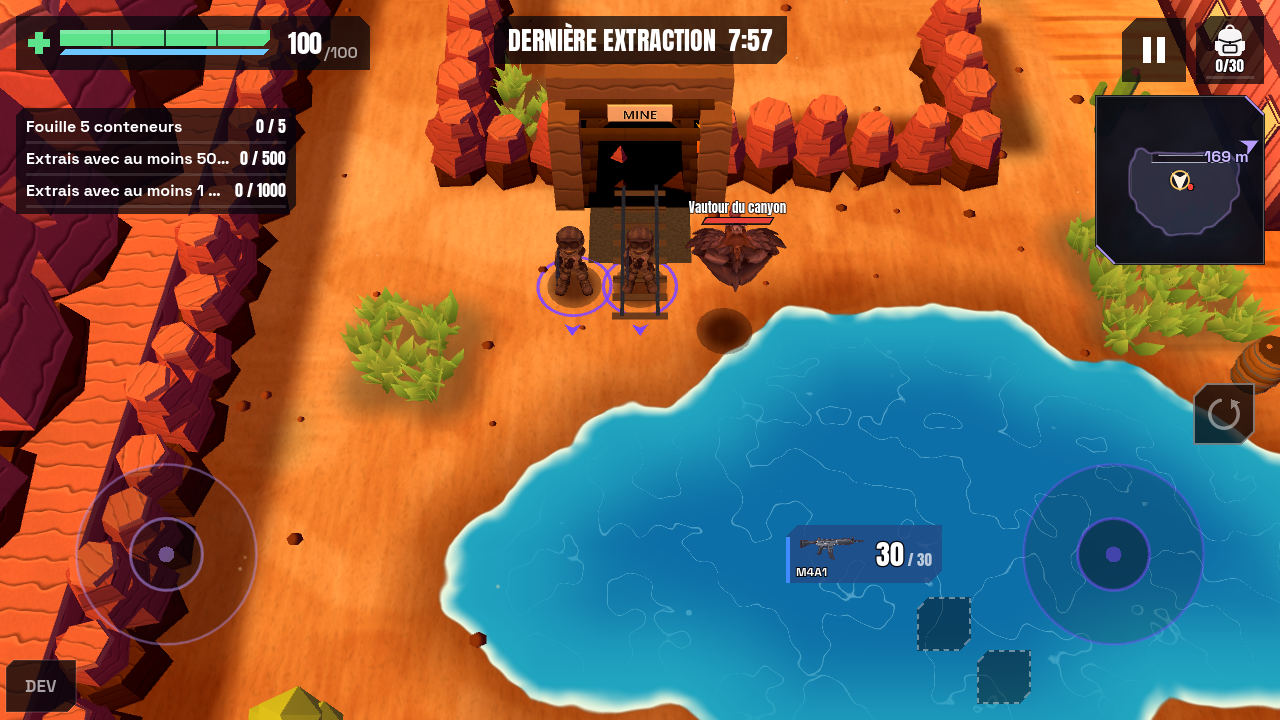 DERNIÈRE EXTRACTION 7:57
100/100
0/30
Fouille 5 conteneurs 0 / 5
Extrais avec au moins 50... 0 / 500
Extrais avec au moins 1 ... 0 / 1000
MINE
169 m
Vautour du canyon
30 / 30
M4A1
DEV